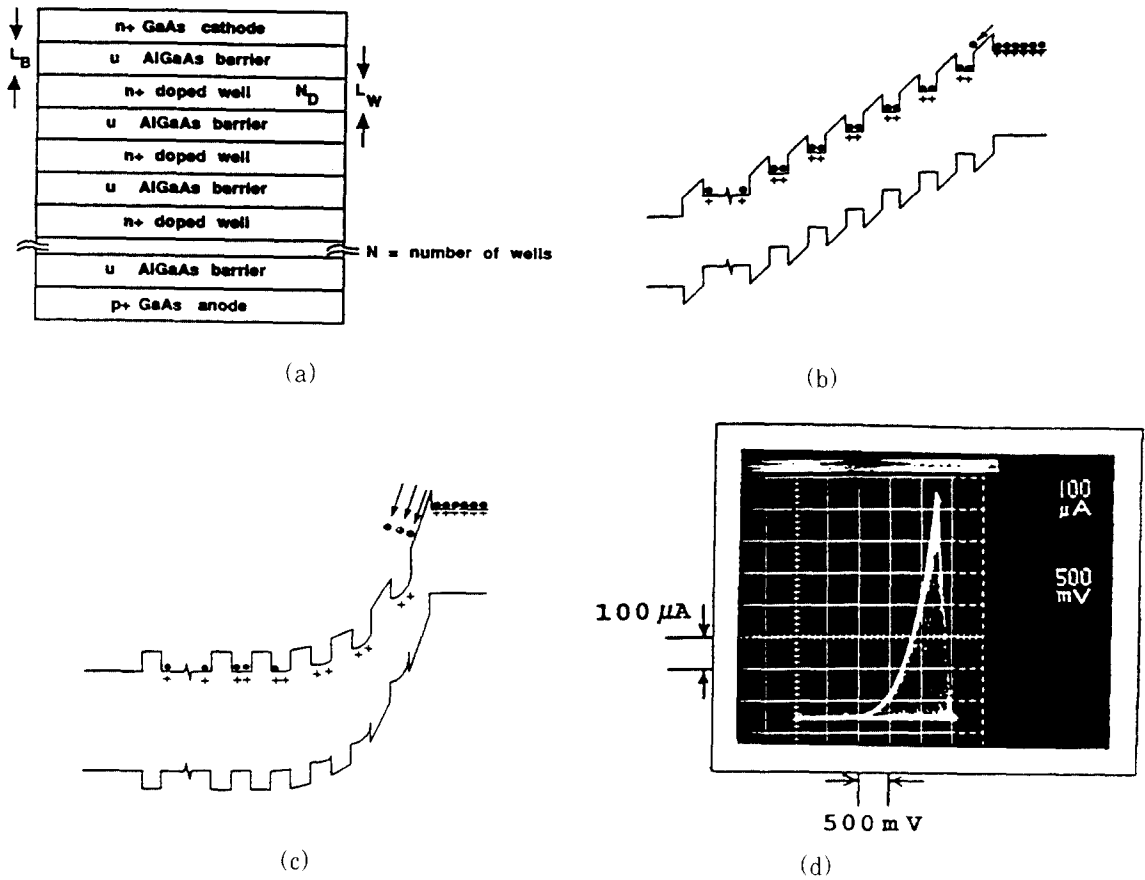 n+ GaAs cathode
L_B
u AlGaAs barrier
n+ doped well N_D
L_W
u AlGaAs barrier
n+ doped well
u AlGaAs barrier
n+ doped well
N = number of wells
u AlGaAs barrier
p+ GaAs anode
(a)
(b)
(c)
100
μA
500
mV
100 μA
500 mV
(d)